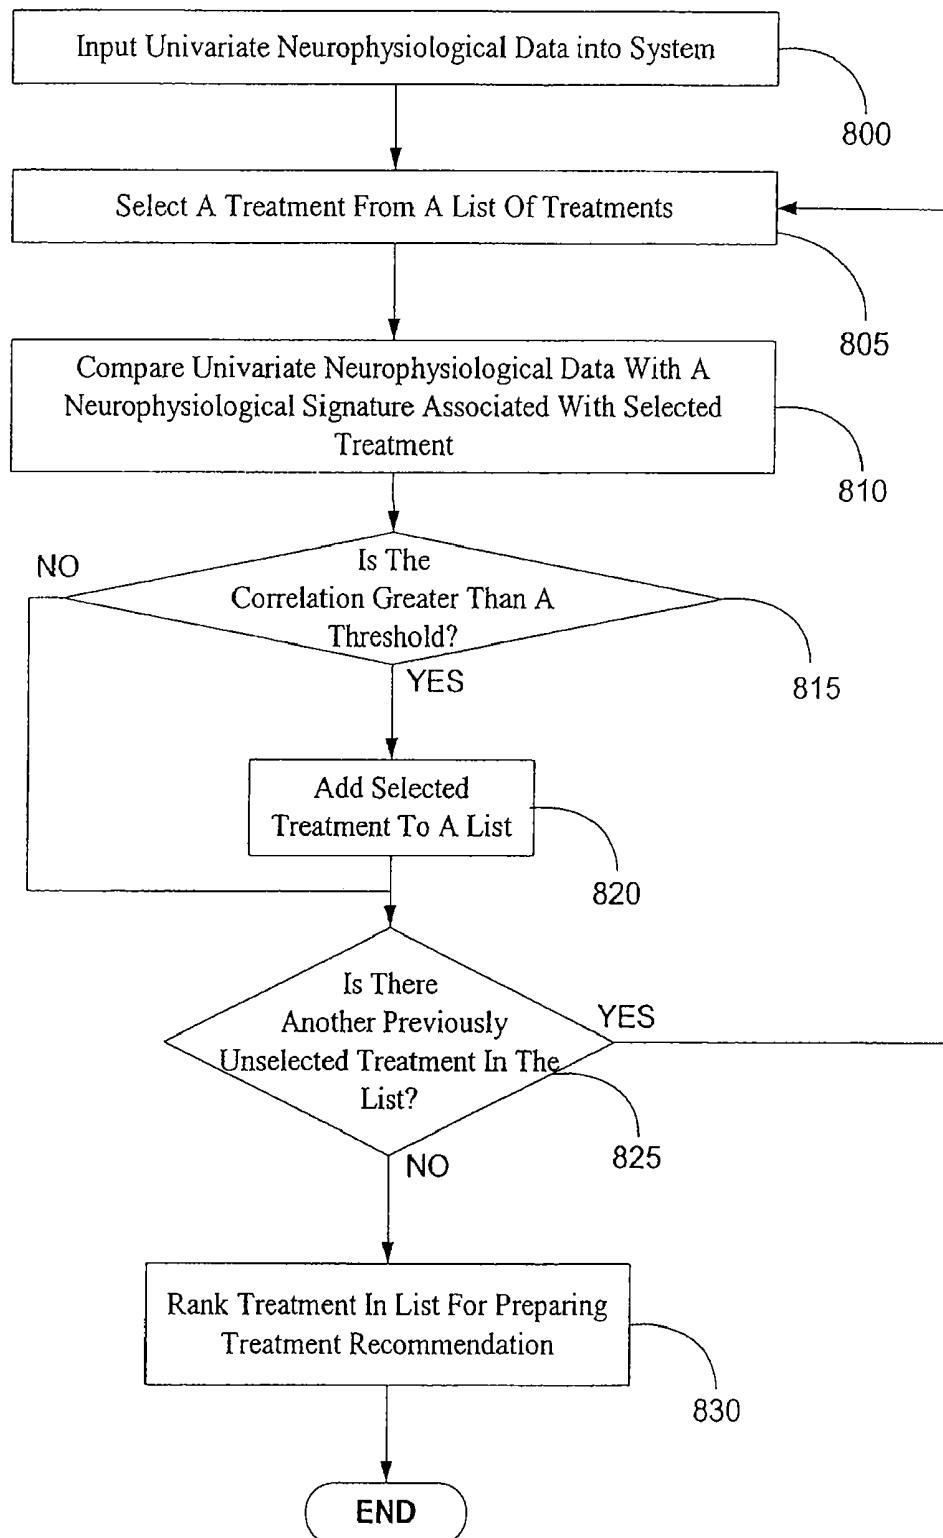 Input Univariate Neurophysiological Data into System
800
Select A Treatment From A List Of Treatments
805
Compare Univariate Neurophysiological Data With A
Neurophysiological Signature Associated With Selected
Treatment
810
NO
Is The
Correlation Greater Than A
Threshold?
815
YES
Add Selected
Treatment To A List
820
Is There
Another Previously
Unselected Treatment In The
List?
YES
825
NO
Rank Treatment In List For Preparing
Treatment Recommendation
830
END